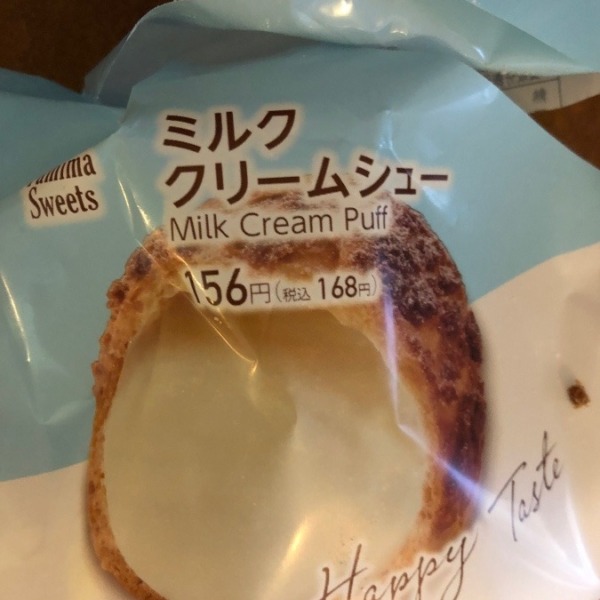 ミルク
クリームシュー
Milk Cream Puff
156円(税込 168円)
Sweets
Happy Taste